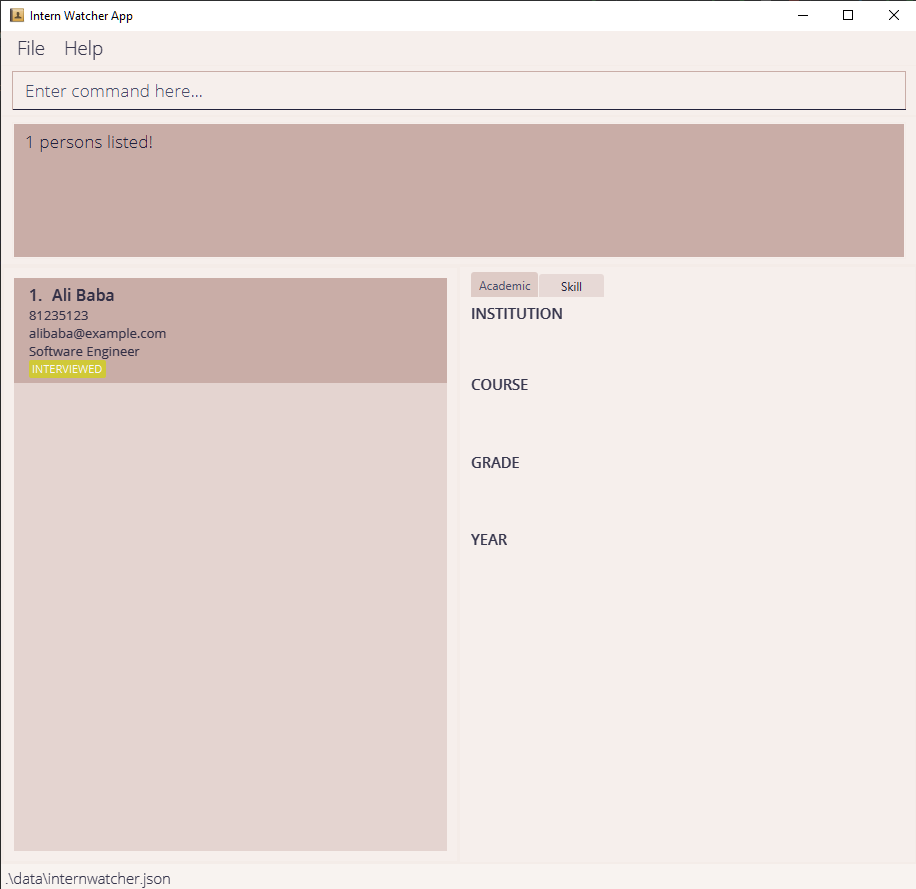 Intern Watcher App
File Help
Enter command here...
1 persons listed!
1. Ali Baba
81235123
alibaba@example.com
Software Engineer
INTERVIEWED
Academic Skill
INSTITUTION
COURSE
GRADE
YEAR
.\data\internwatcher.json